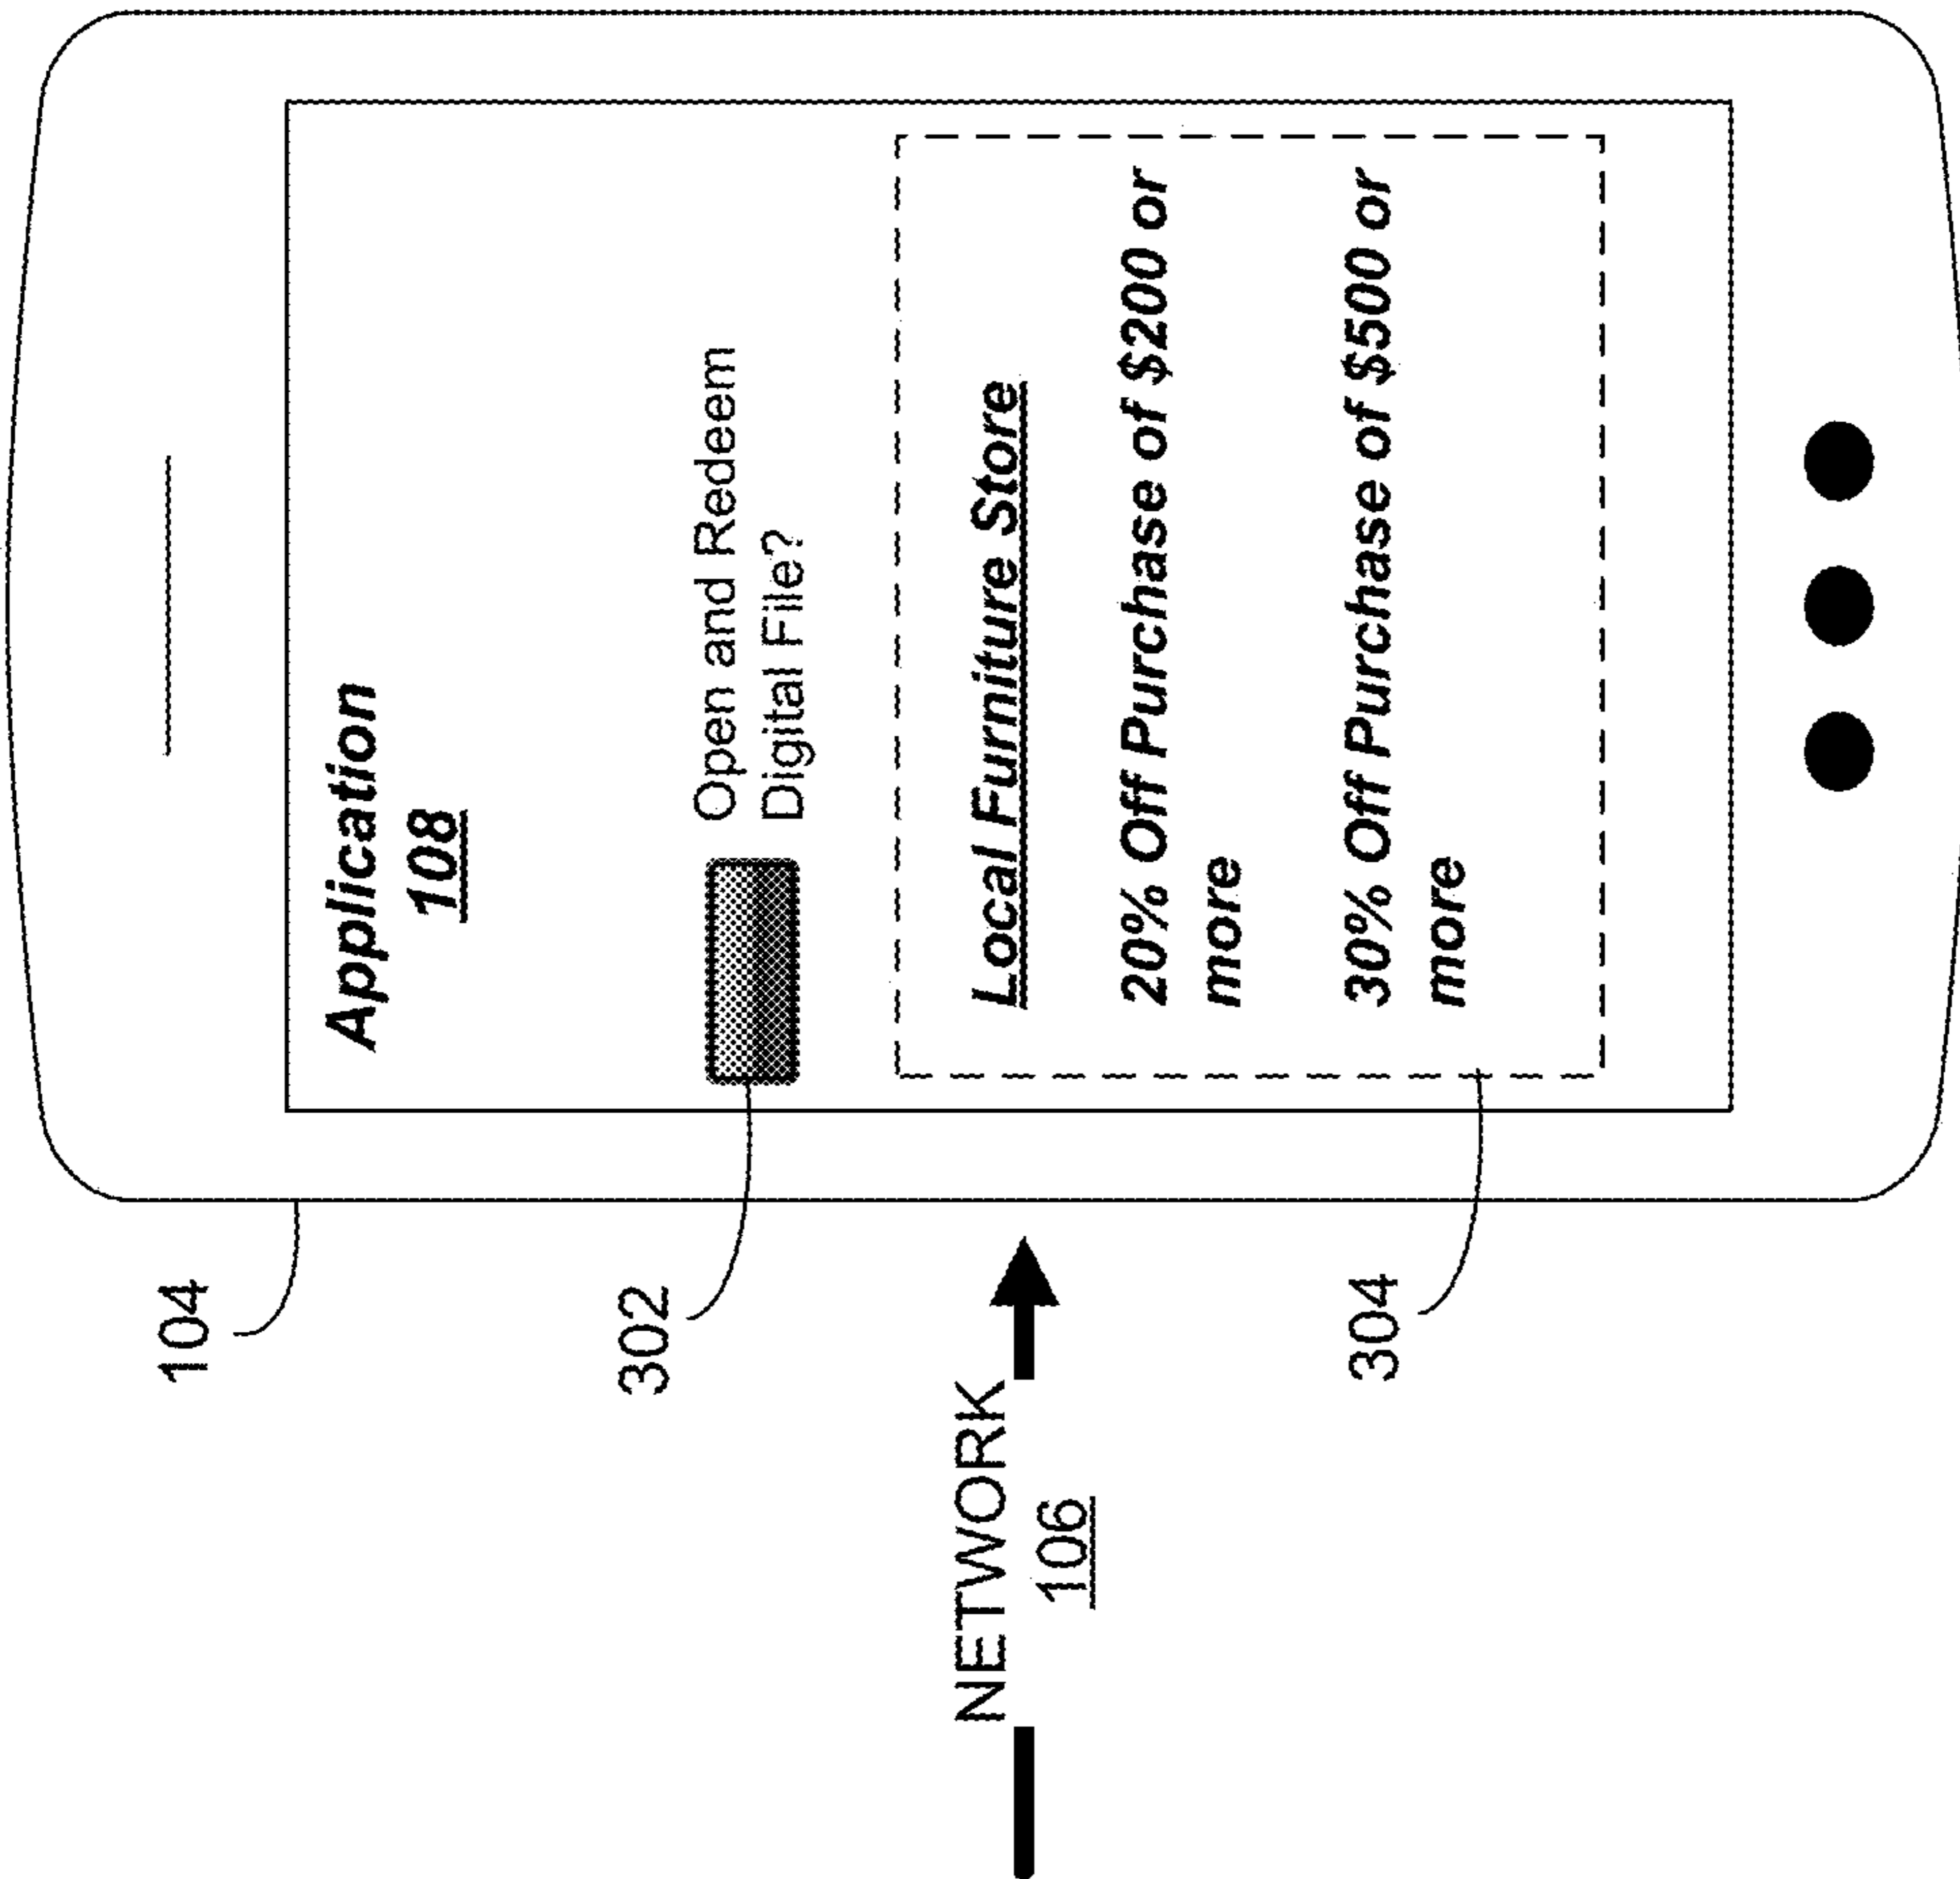 104
Application
108
302
Open and Redeem
Digital File?
NETWORK
106
Local Furniture Store
20% Off Purchase of $200 or
more
304
30% Off Purchase of $500 or
more